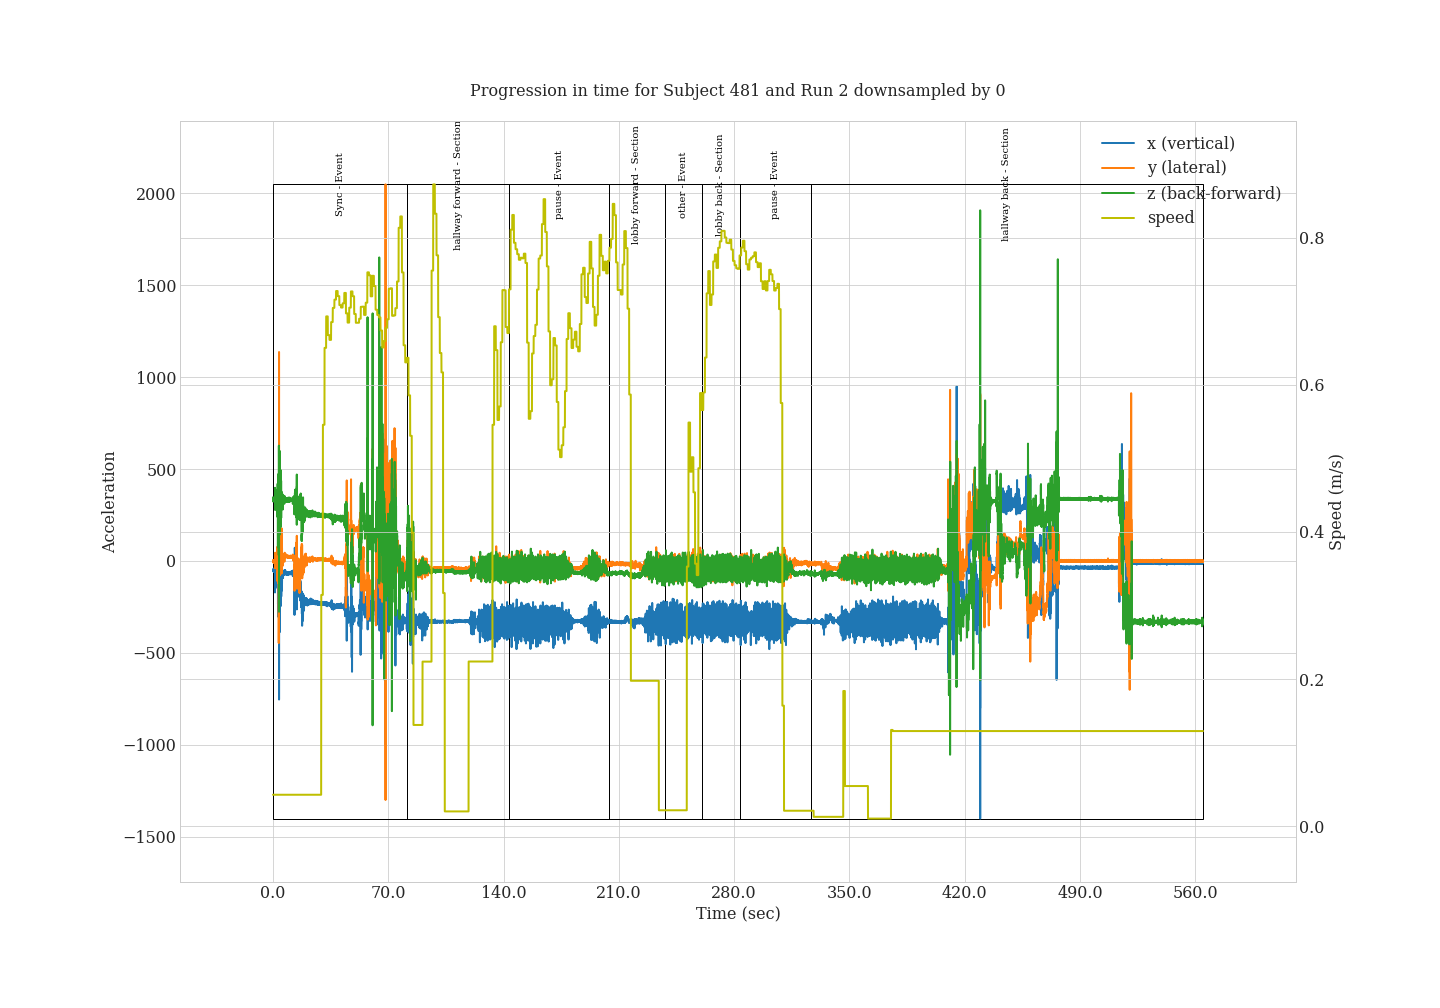 Progression in time for Subject 481 and Run 2 downsampled by 0
Sync - Event
hallway forward - Section
pause - Event
lobby forward - Section
other - Event
lobby back - Section
pause - Event
hallway back - Section
x (vertical)
y (lateral)
z (back-forward)
speed
2000
1500
1000
500
0
−500
−1000
−1500
Acceleration
0.8
0.6
0.4
0.2
0.0
Speed (m/s)
0.0 70.0 140.0 210.0 280.0 350.0 420.0 490.0 560.0
Time (sec)